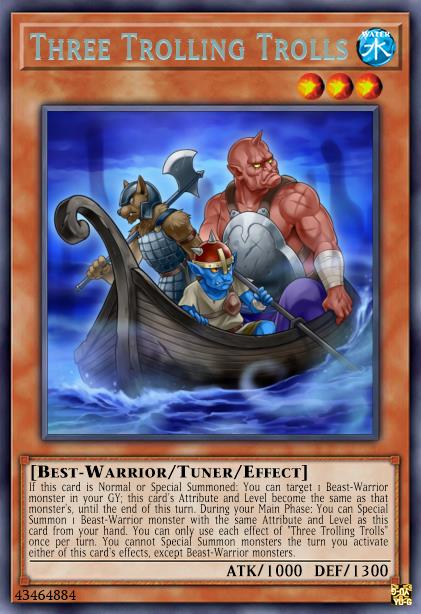 THREE TROLLING TROLLS
WATER
水
[BEST-WARRIOR/TUNER/EFFECT]
If this card is Normal or Special Summoned: You can target 1 Beast-Warrior
monster in your GY; this card's Attribute and Level become the same as that
monster's, until the end of this turn. During your Main Phase: You can Special
Summon 1 Beast-Warrior monster with the same Attribute and Level as this
card from your hand. You can only use each effect of "Three Trolling Trolls"
once per turn. You cannot Special Summon monsters the turn you activate
either of this card's effects, except Beast-Warrior monsters.
ATK/1000 DEF/1300
43464884